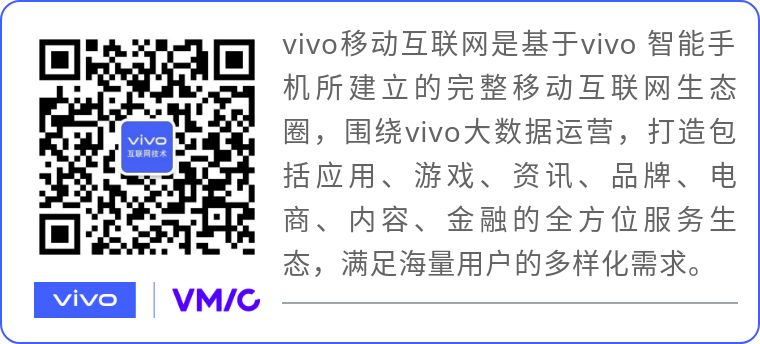 vivo移动互联网是基于vivo 智能手
机所建立的完整移动互联网生态
圈，围绕vivo大数据运营，打造包
括应用、游戏、资讯、品牌、电
商、内容、金融的全方位服务生
态，满足海量用户的多样化需求。
vivo
互联网技术
vivo
VMIC